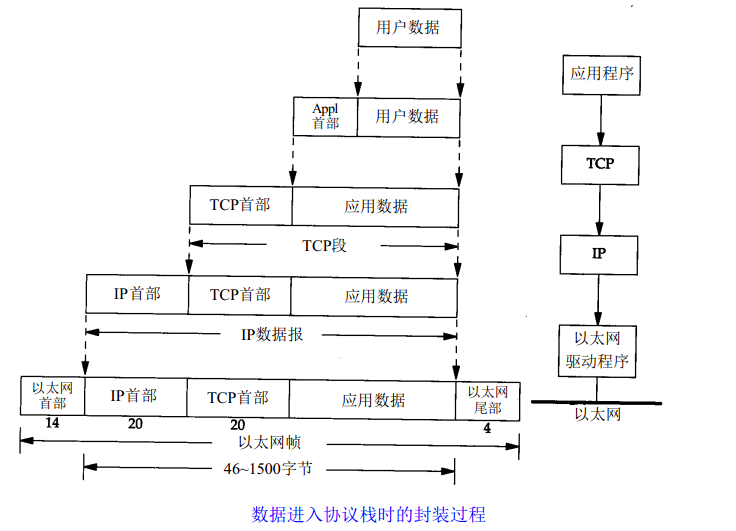 用户数据
应用程序
Appl
首部
用户数据
TCP
TCP首部
应用数据
TCP段
IP
IP首部
TCP首部
应用数据
IP数据报
以太网
驱动程序
以太网
首部
IP首部
TCP首部
应用数据
以太网
尾部
以太网
14
20
20
4
以太网帧
46~1500字节
数据进入协议栈时的封装过程